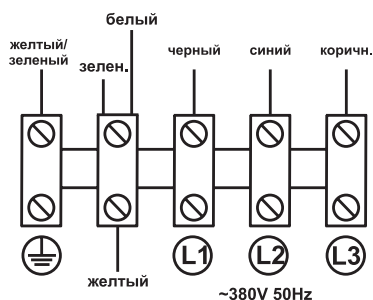 белый
желтый/
зеленый
зелен.
черный
синий
коричн.
L1
L2
L3
желтый
~380V 50Hz